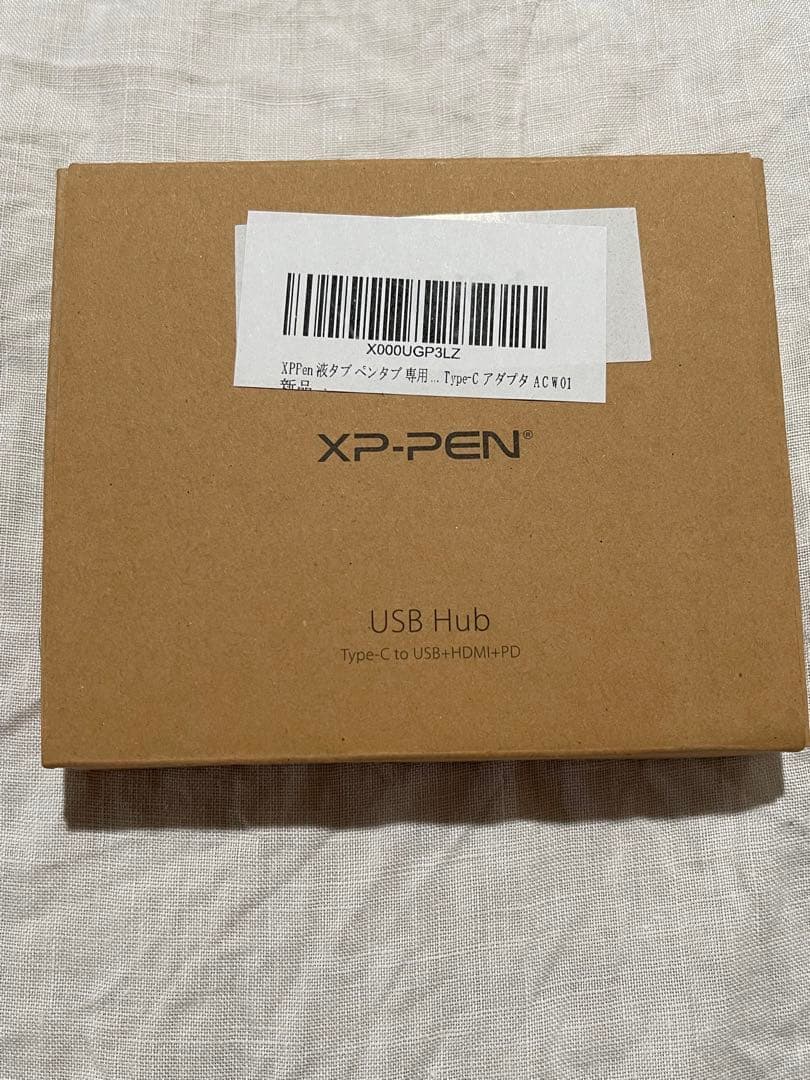 X000UGP3LZ
XPPen 液タブ ペンタブ 専用... Type-C アダプタ ACW01
新品
XP-PEN®
USB Hub
Type-C to USB+HDMI+PD